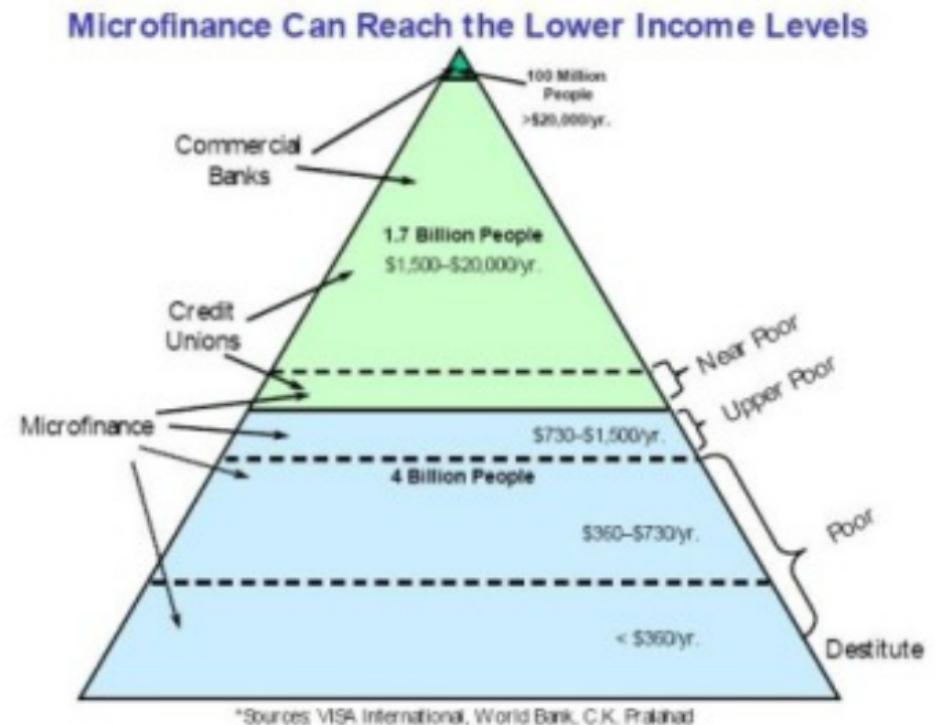 Microfinance Can Reach the Lower Income Levels
100 Million
People
>$20,000/yr.
Commercial
Banks
1.7 Billion People
$1,500–$20,000/yr.
Credit
Unions
Near Poor
Upper Poor
Microfinance
$730–$1,500/yr.
4 Billion People
$360–$730/yr.
Poor
< $360/yr.
Destitute
*Sources: VISA International, World Bank, C.K. Pralahad